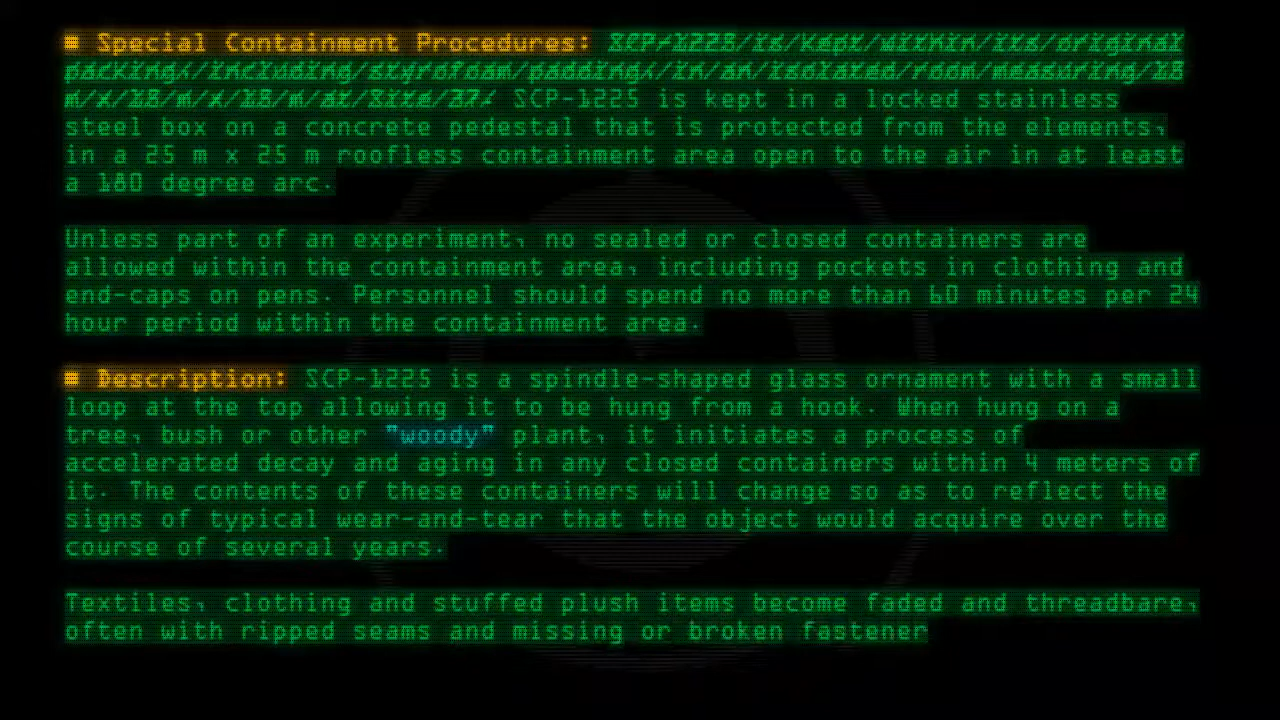 ■ Special Containment Procedures: SCP-1225/is/kept/within/its/original
packing,/including/styrofoam/padding,/in/an/isolated/room/measuring/18
m/x/18/m/x/18/m/at/Site/37. SCP-1225 is kept in a locked stainless
steel box on a concrete pedestal that is protected from the elements,
in a 25 m x 25 m roofless containment area open to the air in at least
a 180 degree arc.
Unless part of an experiment, no sealed or closed containers are
allowed within the containment area, including pockets in clothing and
end-caps on pens. Personnel should spend no more than 60 minutes per 24
hour period within the containment area.
■ Description: SCP-1225 is a spindle-shaped glass ornament with a small
loop at the top allowing it to be hung from a hook. When hung on a
tree, bush or other "woody" plant, it initiates a process of
accelerated decay and aging in any closed containers within 4 meters of
it. The contents of these containers will change so as to reflect the
signs of typical wear-and-tear that the object would acquire over the
course of several years.
Textiles, clothing and stuffed plush items become faded and threadbare,
often with ripped seams and missing or broken fastener